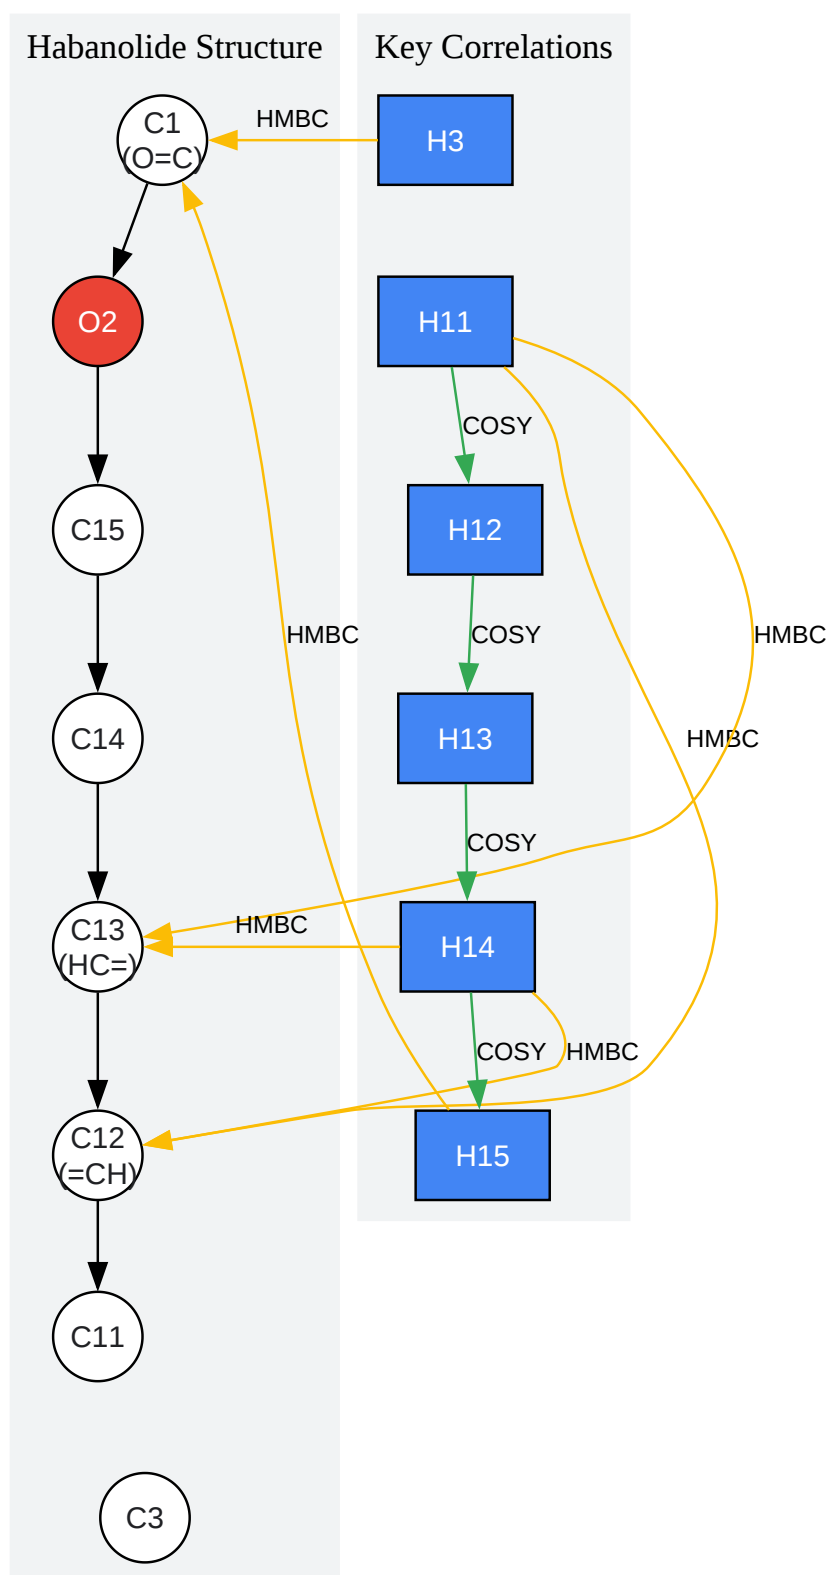 Habanolide Structure
Key Correlations
C1
(O=C)
HMBC
H3
O2
H11
COSY
C15
H12
HMBC
COSY
HMBC
C14
H13
HMBC
COSY
C13
(HC=)
HMBC
H14
COSY
HMBC
C12
(=CH)
H15
C11
C3